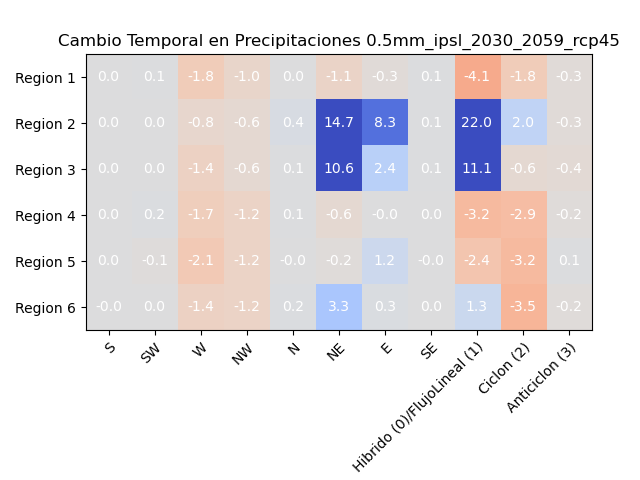 Cambio Temporal en Precipitaciones 0.5mm_ipsl_2030_2059_rcp45
Region 1 0.0 0.1 -1.8 -1.0 0.0 -1.1 -0.3 0.1 -4.1 -1.8 -0.3
Region 2 0.0 0.0 -0.8 -0.6 0.4 14.7 8.3 0.1 22.0 2.0 -0.3
Region 3 0.0 0.0 -1.4 -0.6 0.1 10.6 2.4 0.1 11.1 -0.6 -0.4
Region 4 0.0 0.2 -1.7 -1.2 0.1 -0.6 -0.0 0.0 -3.2 -2.9 -0.2
Region 5 0.0 -0.1 -2.1 -1.2 -0.0 -0.2 1.2 -0.0 -2.4 -3.2 0.1
Region 6 -0.0 0.0 -1.4 -1.2 0.2 3.3 0.3 0.0 1.3 -3.5 -0.2
S SW W NW N NE E SE Hibrido (0)/FlujoLineal (1) Ciclon (2) Anticiclon (3)